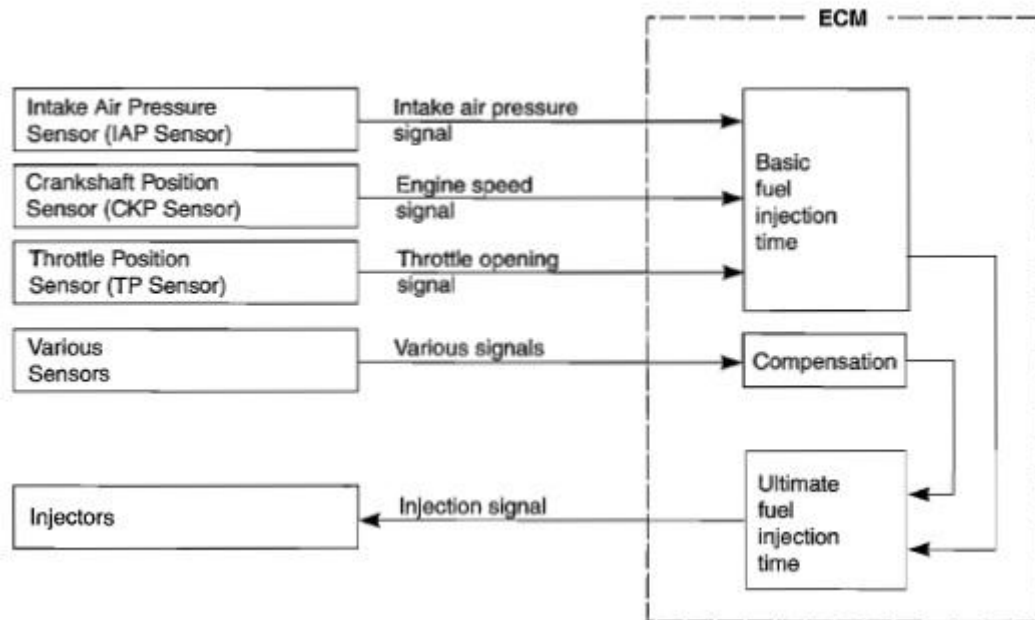 ECM
Intake Air Pressure
Sensor (IAP Sensor)
Intake air pressure
signal
Crankshaft Position
Sensor (CKP Sensor)
Engine speed
signal
Throttle Position
Sensor (TP Sensor)
Throttle opening
signal
Basic
fuel
injection
time
Various
Sensors
Various signals
Compensation
Injectors
Injection signal
Ultimate
fuel
injection
time